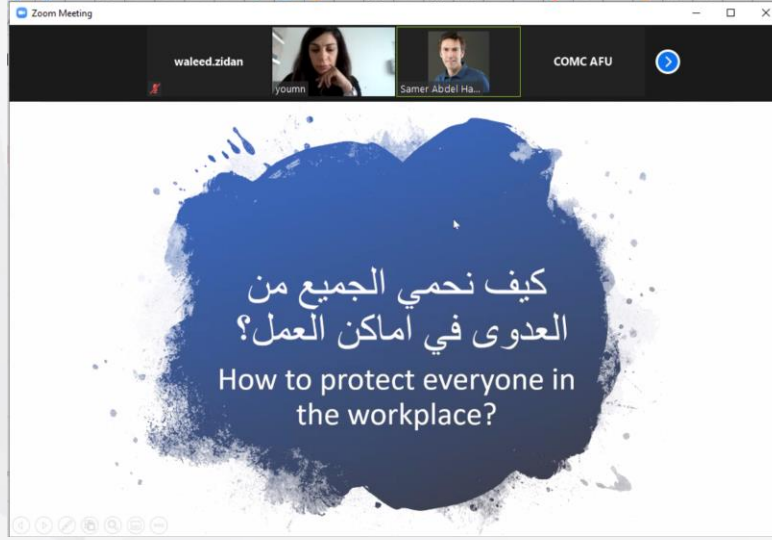 Zoom Meeting
waleed.zidan
youmn
Samer Abdel Ha...
COMC AFU
كيف نحمي الجميع من
العدوى في اماكن العمل؟
How to protect everyone in
the workplace?